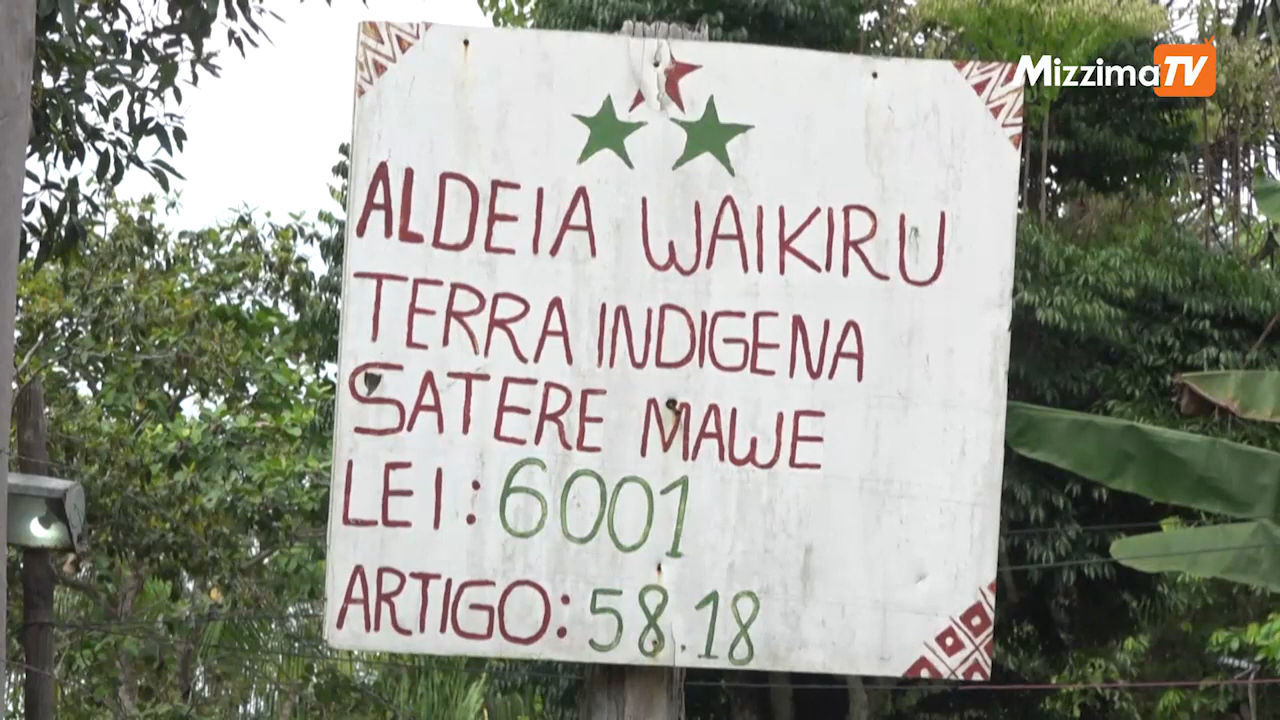 MizzimaTV
ALDEIA WAIKIRU
TERRA INDIGENA
SATERE MAWE
LEI: 6001
ARTIGO: 58.18